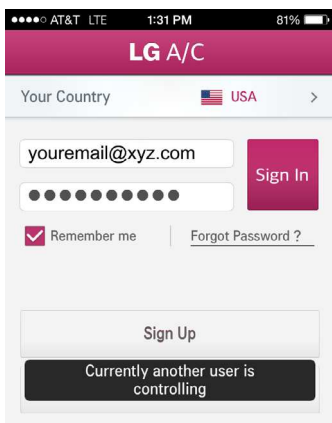 AT&T LTE 1:31 PM 81%
LG A/C
Your Country USA >
youremail@xyz.com
Sign In
●●●●●●●●●●
Remember me Forgot Password ?
Sign Up
Currently another user is
controlling